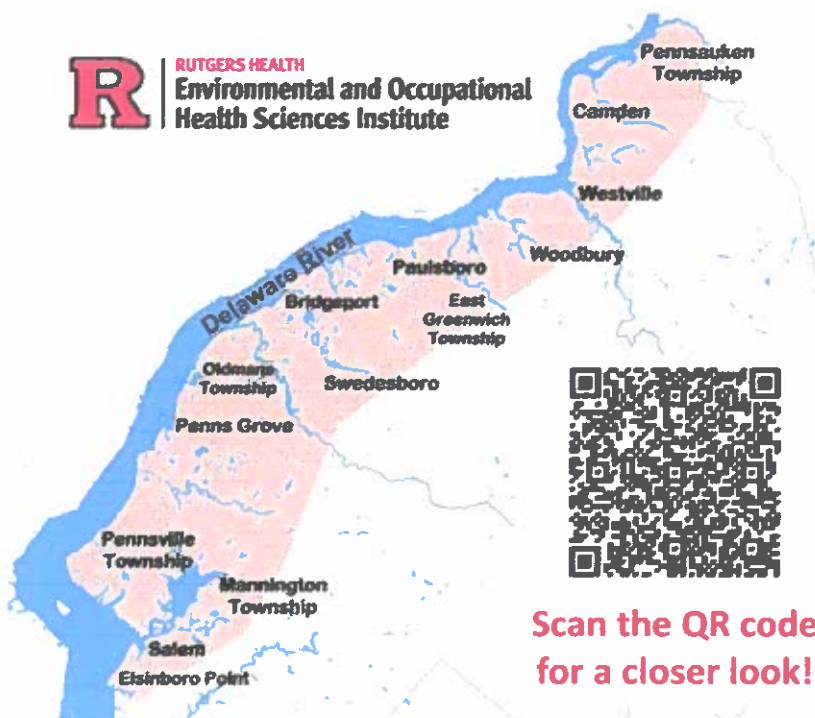 RUTGERS HEALTH
Environmental and Occupational
Health Sciences Institute
R
Pennsauken
Township
Camden
Westville
Woodbury
Paulsboro
East
Greenwich
Township
Delaware River
Bridgeport
Swedesboro
Oldmans
Township
Penns Grove
Pennsville
Township
Mannington
Township
Salem
Elsinboro Point
Scan the QR code
for a closer look!